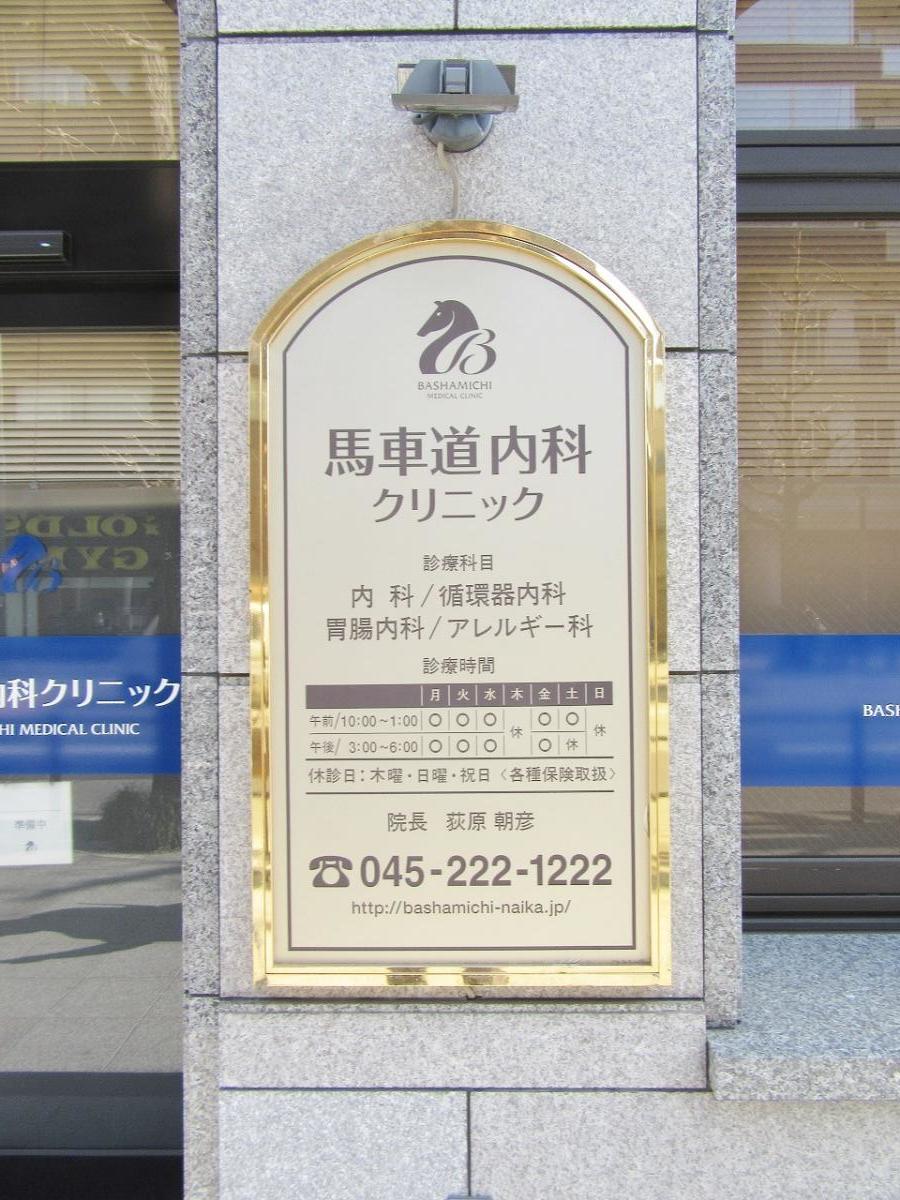 BASHAMICHI
MEDICAL CLINIC
馬車道内科
クリニック
診療科目
内 科 / 循環器内科
胃腸内科 / アレルギー科
診療時間
月 火 水 木 金 土 日
午前/10:00~1:00 ○ ○ ○ 休 ○ ○ 休
午後/ 3:00~6:00 ○ ○ ○ ○ 休
休診日:木曜・日曜・祝日〈各種保険取扱〉
院長 荻原 朝彦
☎045-222-1222
http://bashamichi-naika.jp/
OLD'S
GYM
内科クリニック
HI MEDICAL CLINIC
準備中
BASH